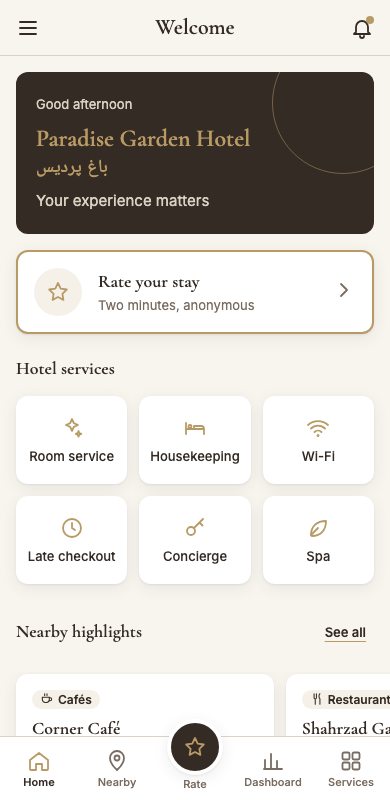 Welcome
Good afternoon
Paradise Garden Hotel
باغ پردیس
Your experience matters
Rate your stay
Two minutes, anonymous
Hotel services
Room service
Housekeeping
Wi-Fi
Late checkout
Concierge
Spa
Nearby highlights
See all
Cafés
Restaurant
Corner Café
Shahrzad Ga
Home
Nearby
Rate
Dashboard
Services